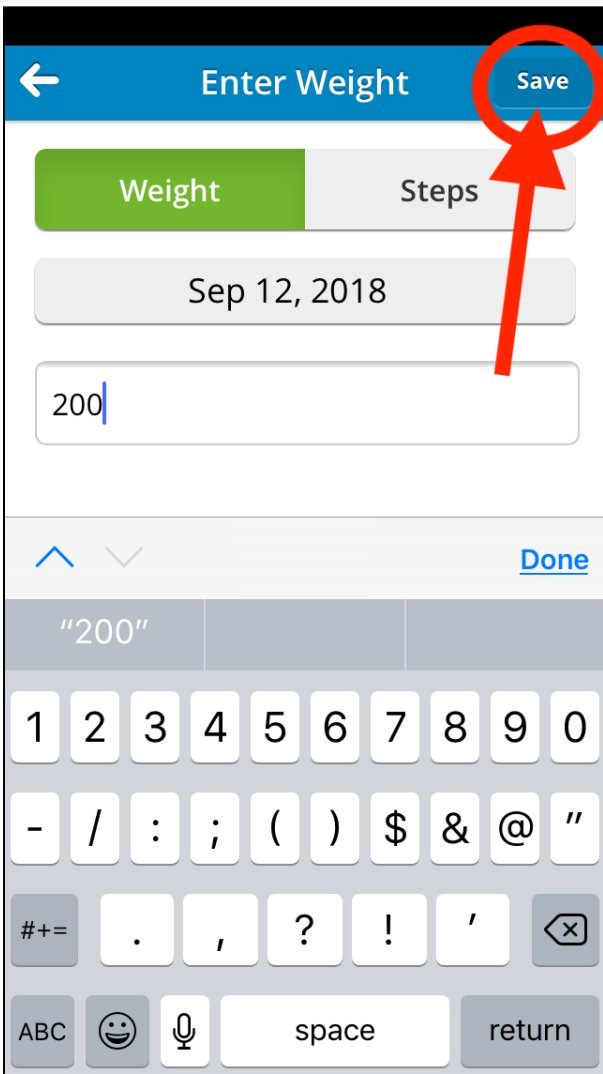 Enter Weight Save
Weight Steps
Sep 12, 2018
200
Done
“200”
1 2 3 4 5 6 7 8 9 0
- / : ; ( ) $ & @ "
#+= . , ? ! '
ABC space return